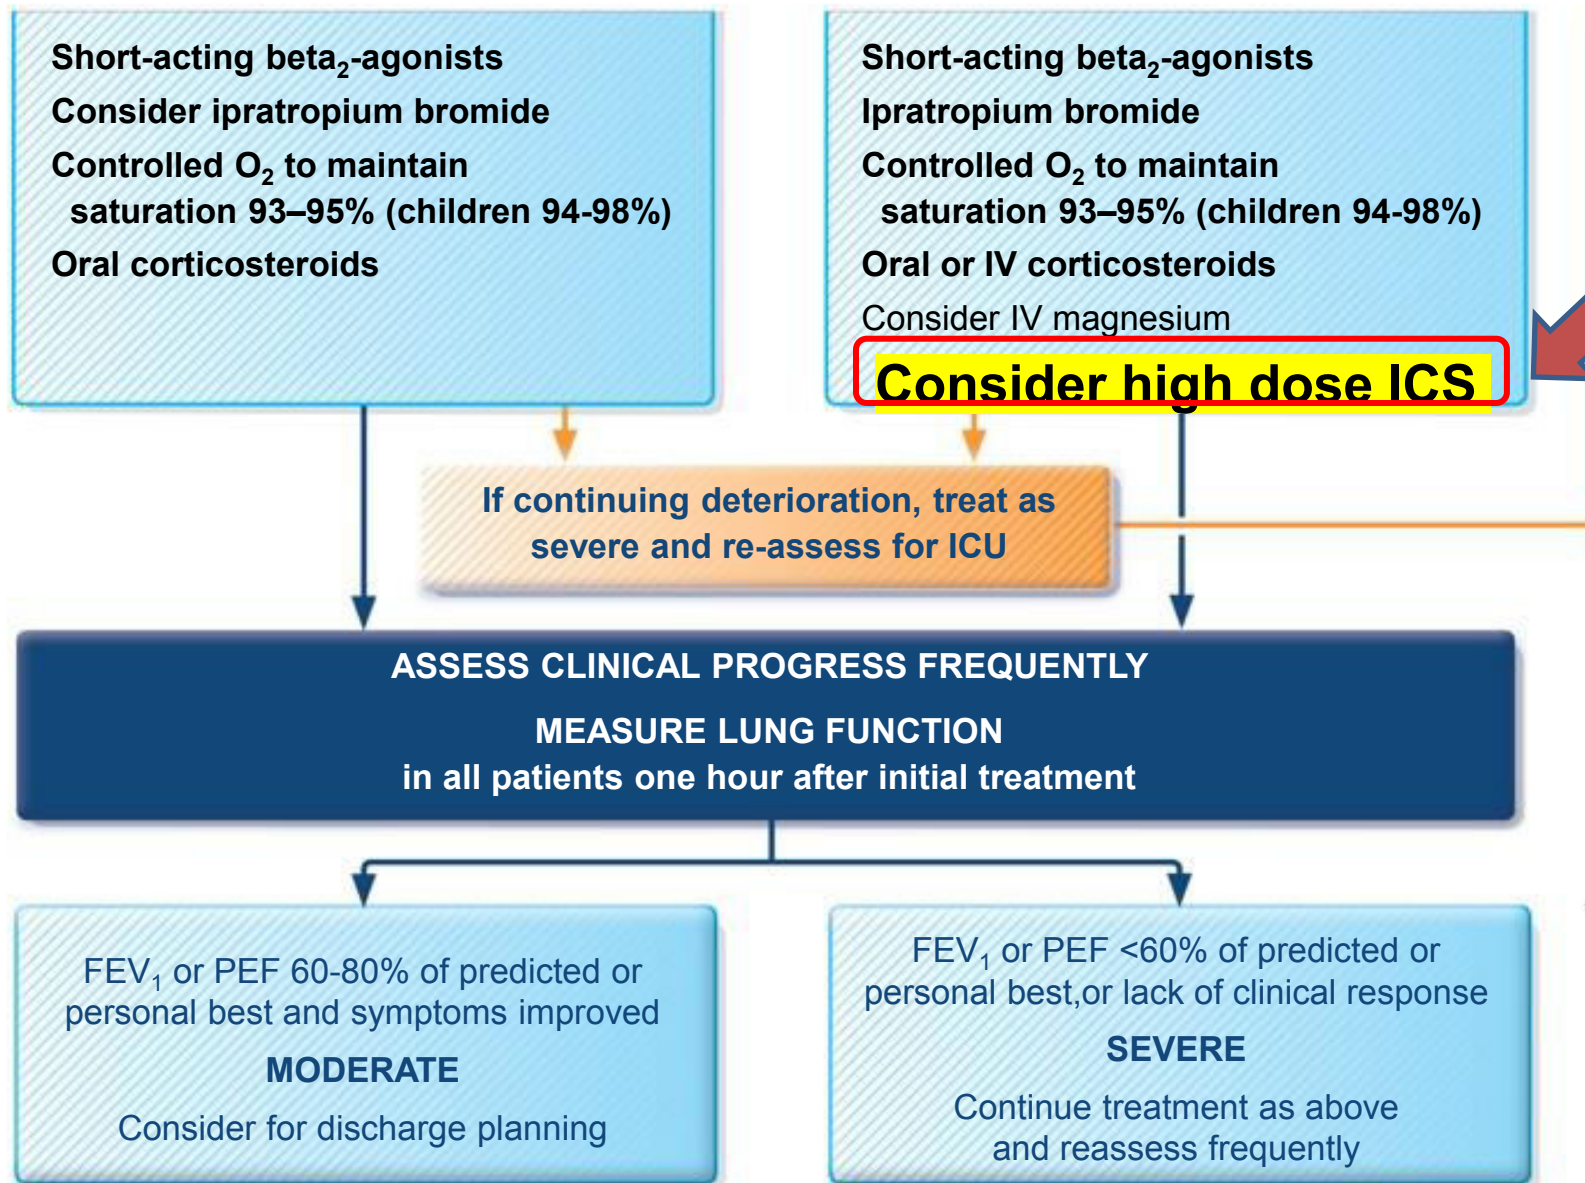 Short-acting beta₂-agonists
Consider ipratropium bromide
Controlled O₂ to maintain
saturation 93–95% (children 94-98%)
Oral corticosteroids
Short-acting beta₂-agonists
Ipratropium bromide
Controlled O₂ to maintain
saturation 93–95% (children 94-98%)
Oral or IV corticosteroids
Consider IV magnesium
Consider high dose ICS
If continuing deterioration, treat as
severe and re-assess for ICU
ASSESS CLINICAL PROGRESS FREQUENTLY
MEASURE LUNG FUNCTION
in all patients one hour after initial treatment
FEV₁ or PEF 60-80% of predicted or
personal best and symptoms improved
MODERATE
Consider for discharge planning
FEV₁ or PEF <60% of predicted or
personal best,or lack of clinical response
SEVERE
Continue treatment as above
and reassess frequently